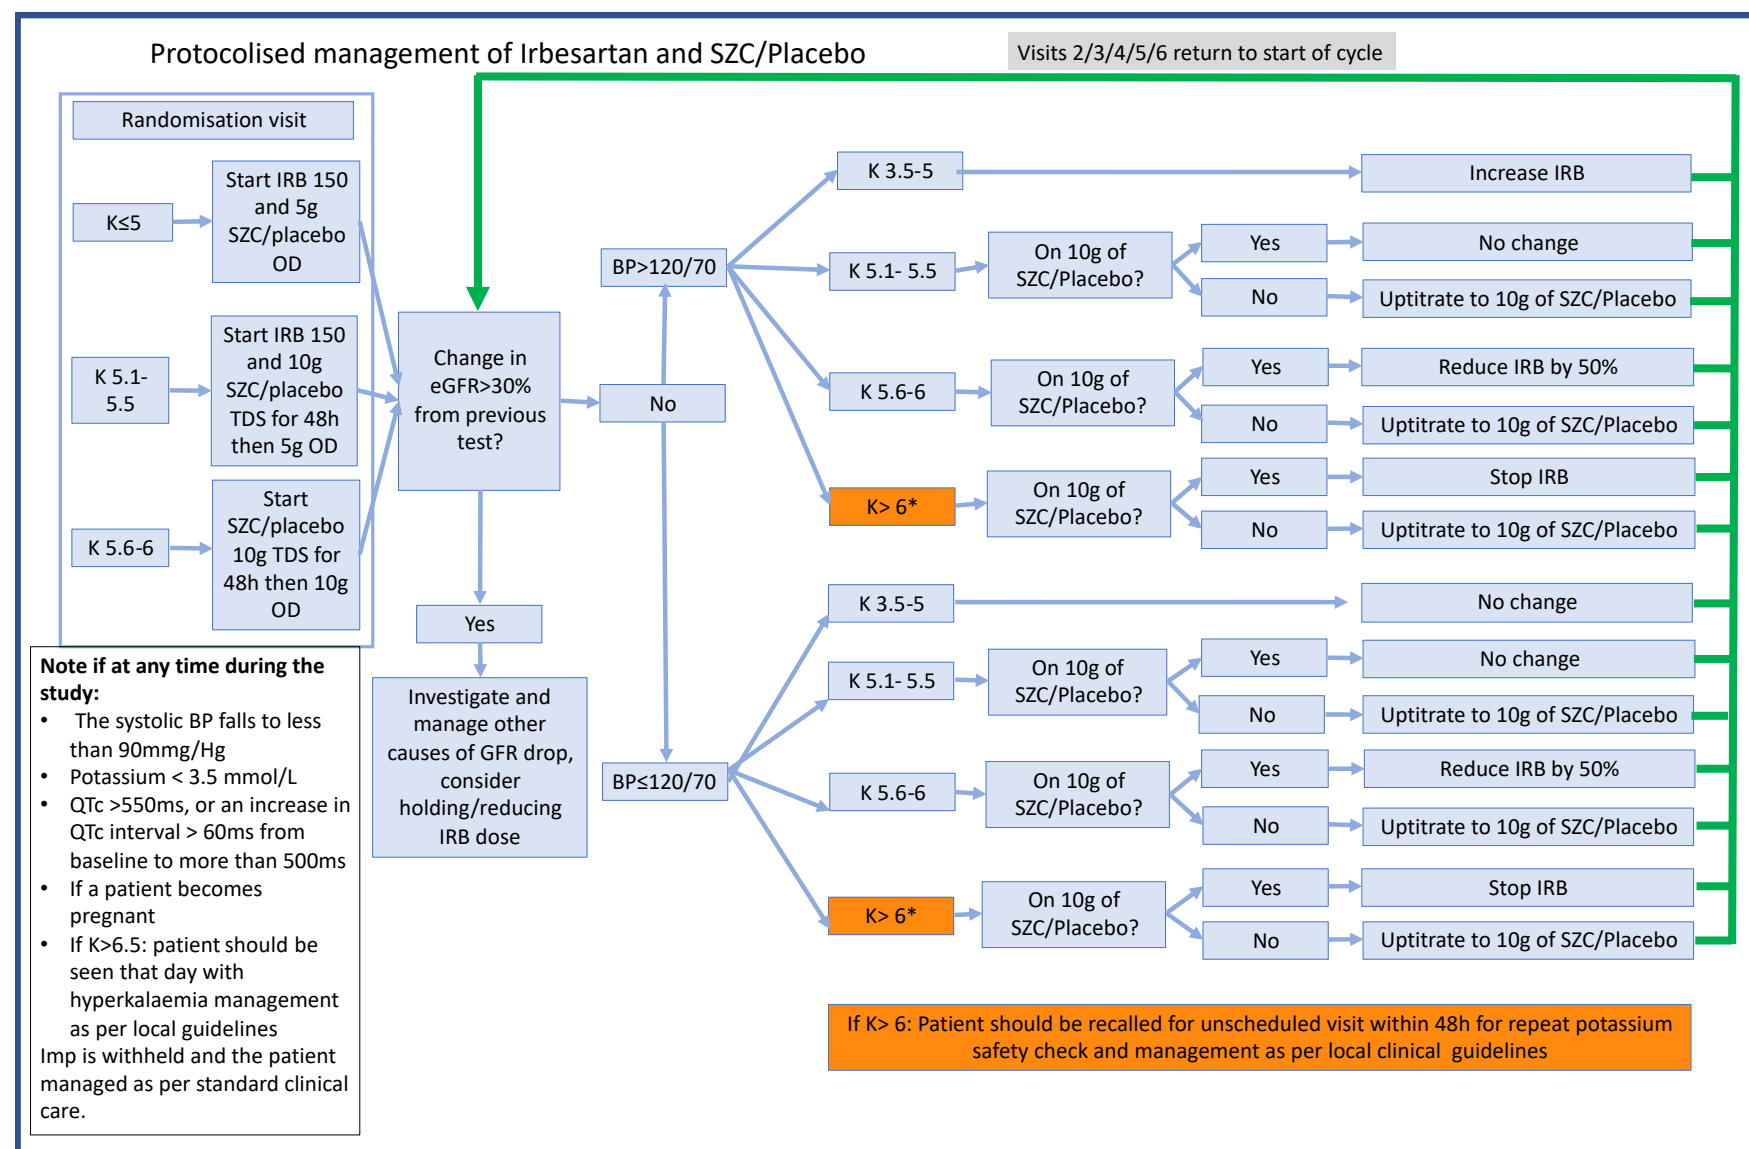 Protocolised management of Irbesartan and SZC/Placebo
Visits 2/3/4/5/6 return to start of cycle
Randomisation visit
K≤5
Start IRB 150
and 5g
SZC/placebo
OD
K 5.1-
5.5
Start IRB 150
and 10g
SZC/placebo
TDS for 48h
then 5g OD
K 5.6-6
Start
SZC/placebo
10g TDS for
48h then 10g
OD
Change in
eGFR>30%
from previous
test?
No
Yes
Investigate and
manage other
causes of GFR drop,
consider
holding/reducing
IRB dose
BP>120/70
K 3.5-5
Increase IRB
K 5.1- 5.5
On 10g of
SZC/Placebo?
Yes
No change
No
Uptitrate to 10g of SZC/Placebo
K 5.6-6
On 10g of
SZC/Placebo?
Yes
Reduce IRB by 50%
No
Uptitrate to 10g of SZC/Placebo
K> 6*
On 10g of
SZC/Placebo?
Yes
Stop IRB
No
Uptitrate to 10g of SZC/Placebo
BP≤120/70
K 3.5-5
No change
K 5.1- 5.5
On 10g of
SZC/Placebo?
Yes
No change
No
Uptitrate to 10g of SZC/Placebo
K 5.6-6
On 10g of
SZC/Placebo?
Yes
Reduce IRB by 50%
No
Uptitrate to 10g of SZC/Placebo
K> 6*
On 10g of
SZC/Placebo?
Yes
Stop IRB
No
Uptitrate to 10g of SZC/Placebo
Note if at any time during the
study:
• The systolic BP falls to less
than 90mmg/Hg
• Potassium < 3.5 mmol/L
• QTc >550ms, or an increase in
QTc interval > 60ms from
baseline to more than 500ms
• If a patient becomes
pregnant
• If K>6.5: patient should be
seen that day with
hyperkalaemia management
as per local guidelines
Imp is withheld and the patient
managed as per standard clinical
care.
If K> 6: Patient should be recalled for unscheduled visit within 48h for repeat potassium
safety check and management as per local clinical guidelines